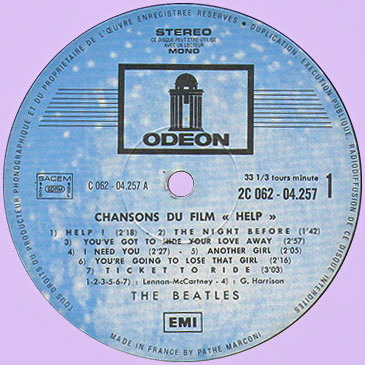 TOUS DROITS DU PRODUCTEUR PHONOGRAPHIQUE ET DU PROPRIETAIRE DE L'ŒUVRE ENREGISTREE RESERVES - DUPLICATION, EXECUTION PUBLIQUE, RADIODIFFUSION DE CE DISQUE INTERDITES
STEREO
CE DISQUE PEUT ETRE LU
AVEC UN LECTEUR
MONO
ODEON
SACEM
SDRM
C 062 - 04.257 A
33 1/3 tours minute
2C 062 - 04.257 1
CHANSONS DU FILM « HELP »
1) HELP ! (2'18) 2) THE NIGHT BEFORE (1'42)
3) YOU'VE GOT TO HIDE YOUR LOVE AWAY (2'57)
4) I NEED YOU (2'27) - 5) ANOTHER GIRL (2'05)
6) YOU'RE GOING TO LOSE THAT GIRL (2'16)
7) TICKET TO RIDE (3'03)
1-2-3-5-6-7) : Lennon-McCartney - 4) : G. Harrison
THE BEATLES
EMI
MADE IN FRANCE BY PATHE MARCONI